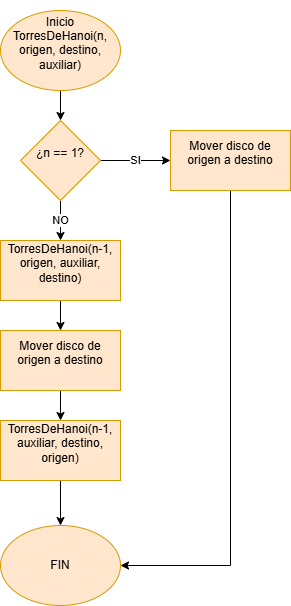 Inicio
TorresDeHanoi(n,
origen, destino,
auxiliar)
¿n == 1?
SI
Mover disco de
origen a destino
NO
TorresDeHanoi(n-1,
origen, auxiliar,
destino)
Mover disco de
origen a destino
TorresDeHanoi(n-1,
auxiliar, destino,
origen)
FIN